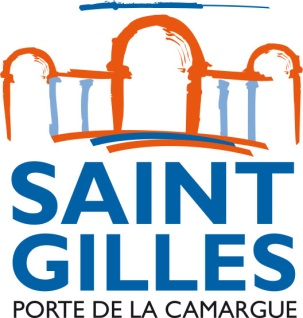 SAINT
GILLES
PORTE DE LA CAMARGUE